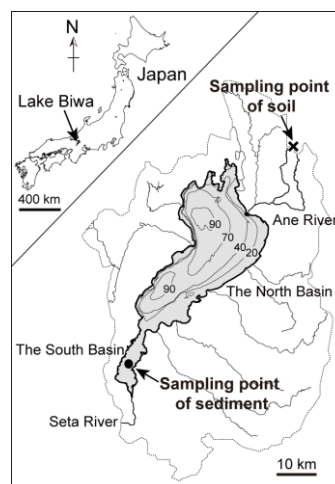 N
Japan
Lake Biwa
400 km
Sampling point
of soil
Ane River
90
70
40
20
The North Basin
90
The South Basin
Sampling point
of sediment
Seta River
10 km